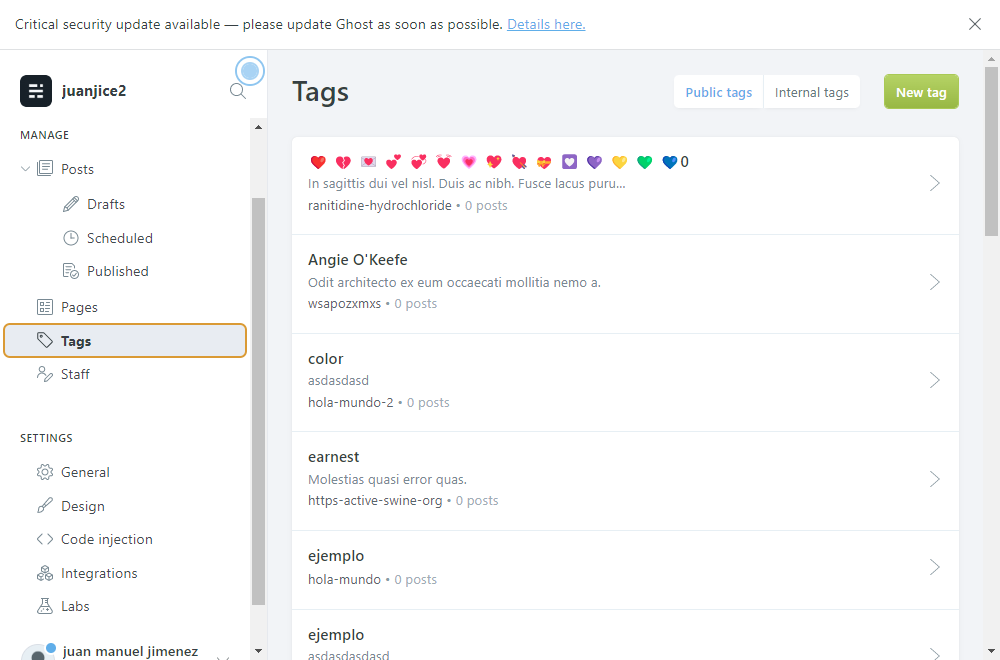 Critical security update available — please update Ghost as soon as possible. Details here.
juanjice2
MANAGE
Posts
Drafts
Scheduled
Published
Pages
Tags
Staff
SETTINGS
General
Design
Code injection
Integrations
Labs
juan manuel jimenez
Tags
Public tags
Internal tags
New tag
❤️ 💔 💌 💕 💞 💓 💗 💖 💘 💝 💟 💜 💛 💚 💙 0
In sagittis dui vel nisl. Duis ac nibh. Fusce lacus puru...
ranitidine-hydrochloride • 0 posts
Angie O'Keefe
Odit architecto ex eum occaecati mollitia nemo a.
wsapozxmxs • 0 posts
color
asdasdasd
hola-mundo-2 • 0 posts
earnest
Molestias quasi error quas.
https-active-swine-org • 0 posts
ejemplo
hola-mundo • 0 posts
ejemplo
asdasdasdasd